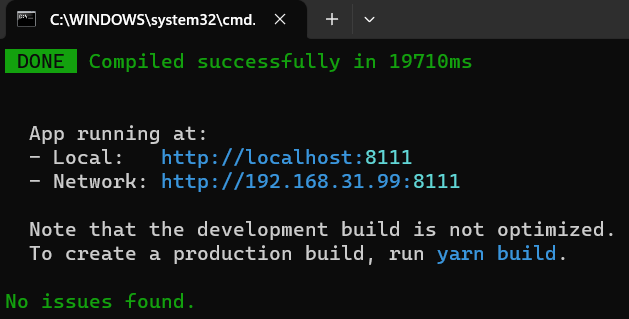 C:\WINDOWS\system32\cmd.
DONE Compiled successfully in 19710ms
App running at:
- Local: http://localhost:8111
- Network: http://192.168.31.99:8111
Note that the development build is not optimized.
To create a production build, run yarn build.
No issues found.